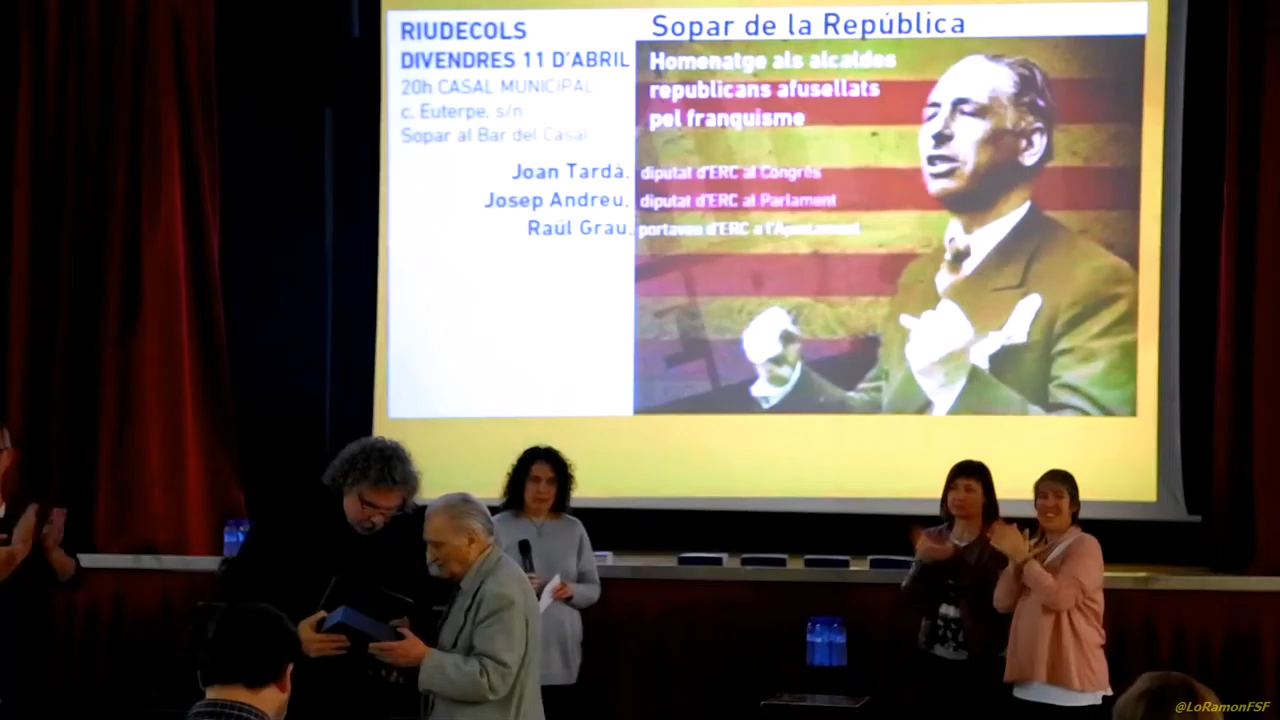 RIUDECOLS
DIVENDRES 11 D'ABRIL
20h CASAL MUNICIPAL
c. Euterpe, s/n
Sopar al Bar del Casal
Sopar de la República
Homenatge als alcaldes
republicans afusellats
pel franquisme
Joan Tardà, diputat d'ERC al Congrés
Josep Andreu, diputat d'ERC al Parlament
Raül Grau, portaveu d'ERC a l'Ajuntament
@LoRamonFSF